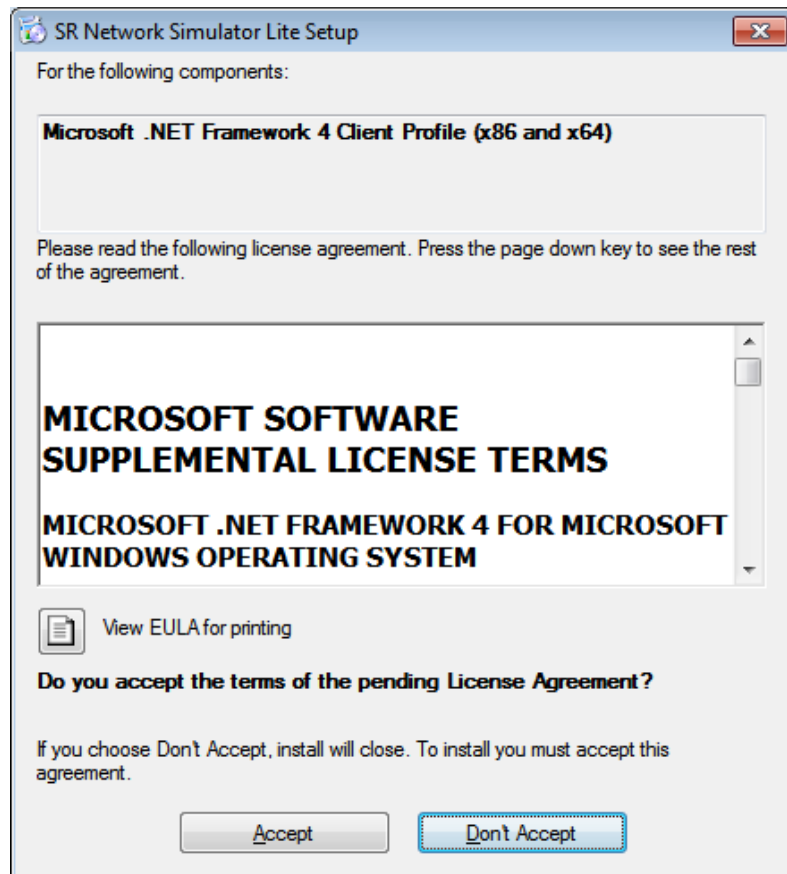 SR Network Simulator Lite Setup
For the following components:
Microsoft .NET Framework 4 Client Profile (x86 and x64)
Please read the following license agreement. Press the page down key to see the rest
of the agreement.
MICROSOFT SOFTWARE
SUPPLEMENTAL LICENSE TERMS
MICROSOFT .NET FRAMEWORK 4 FOR MICROSOFT
WINDOWS OPERATING SYSTEM
View EULA for printing
Do you accept the terms of the pending License Agreement?
If you choose Don't Accept, install will close. To install you must accept this
agreement.
Accept
Don't Accept